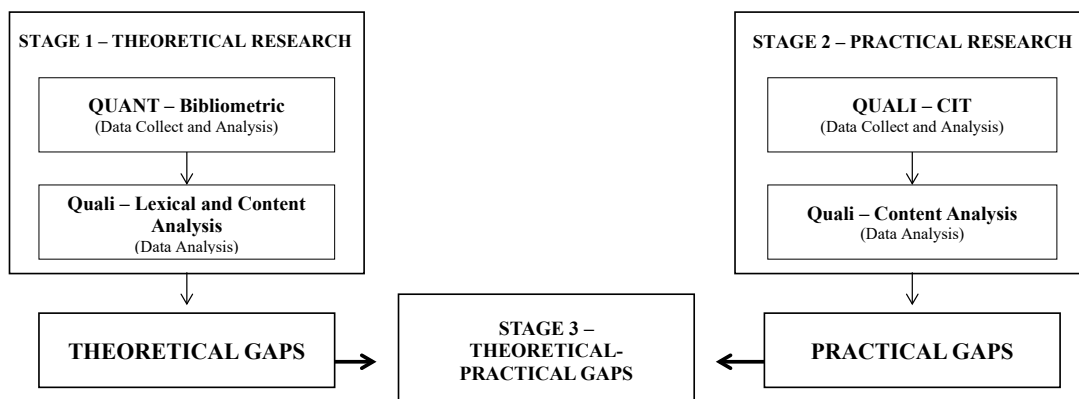 STAGE 1 – THEORETICAL RESEARCH
QUANT – Bibliometric
(Data Collect and Analysis)
Quali – Lexical and Content
Analysis
(Data Analysis)
THEORETICAL GAPS
STAGE 3 –
THEORETICAL-
PRACTICAL GAPS
STAGE 2 – PRACTICAL RESEARCH
QUALI – CIT
(Data Collect and Analysis)
Quali – Content Analysis
(Data Analysis)
PRACTICAL GAPS